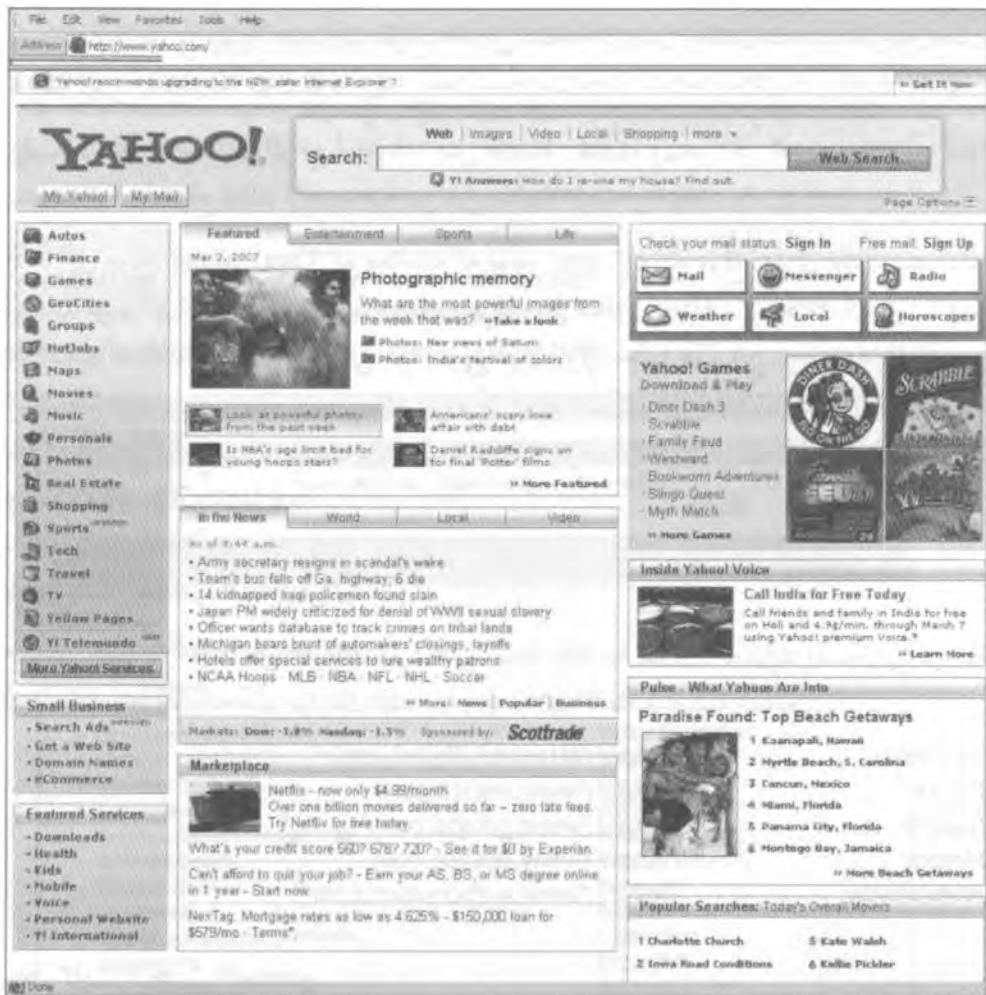 File Edit View Favorites Tools Help
Address http://www.yahoo.com/
Yahoo! recommends upgrading to the NEW, safer Internet Explorer 7
» Get It Now
YAHOO!
My Yahoo! My Mail
Web | Images | Video | Local | Shopping | more
Search: Web Search
Y! Answers: How do I re-wire my house? Find out.
Page Options
Autos
Finance
Games
GeoCities
Groups
HotJobs
Maps
Movies
Music
Personals
Photos
Real Estate
Shopping
Sports
Tech
Travel
TV
Yellow Pages
Y! Telemundo
More Yahoo! Services
Small Business
• Search Ads
• Get a Web Site
• Domain Names
• eCommerce
Featured Services
• Downloads
• Health
• Kids
• Mobile
• Voice
• Personal Website
• Y! International
Featured Entertainment Sports Life
Mar 2, 2007
Photographic memory
What are the most powerful images from
the week that was? » Take a look
Photos: New views of Saturn
Photos: India's festival of colors
Look at powerful photos
from the past week
Americans' scary love
affair with debt
Is NBA's age limit bad for
young hoops stars?
Daniel Radcliffe signs on
for final 'Potter' films
» More Featured
In the News World Local Video
As of a.m.
• Army secretary resigns in scandal's wake
• Team's bus falls off Ga. highway; 6 die
• 14 kidnapped Iraqi policemen found slain
• Japan PM widely criticized for denial of WWII sexual slavery
• Officer wants database to track crimes on tribal lands
• Michigan bears brunt of automakers' closings, layoffs
• Hotels offer special services to lure wealthy patrons
• NCAA Hoops · MLB · NBA · NFL · NHL · Soccer
» More: News | Popular | Business
Markets: Dow: -1.0% Nasdaq: -1.5% Sponsored by: Scottrade
Marketplace
Netflix - now only $4.99/month
Over one billion movies delivered so far – zero late fees.
Try Netflix for free today.
What's your credit score 560? 678? 720? - See it for $0 by Experian.
Can't afford to quit your job? - Earn your AS, BS, or MS degree online
in 1 year - Start now.
NexTag: Mortgage rates as low as 4.625% - $150,000 loan for
$679/mo - Terms*.
Check your mail status: Sign In Free mail: Sign Up
Mail Messenger Radio
Weather Local Horoscopes
Yahoo! Games
Download & Play
· Diner Dash 3
· Scrabble
· Family Feud
· Westward
· Bookworm Adventures
· Slingo Quest
· Myth Match
» More Games
DINER DASH
GO ON THE GO
SCRABBLE
Inside Yahoo! Voice
Call India for Free Today
Call friends and family in India for free
on Holi and 4.9¢/min. through March 7
using Yahoo! premium Voice.*
» Learn More
Pulse - What Yahoos Are Into
Paradise Found: Top Beach Getaways
1 Kaanapali, Hawaii
2 Myrtle Beach, S. Carolina
3 Cancun, Mexico
4 Miami, Florida
5 Panama City, Florida
6 Montego Bay, Jamaica
» More Beach Getaways
Popular Searches: Today's Overall Movers
1 Charlotte Church
2 Iowa Road Conditions
5 Kate Walsh
6 Kellie Pickler
Done